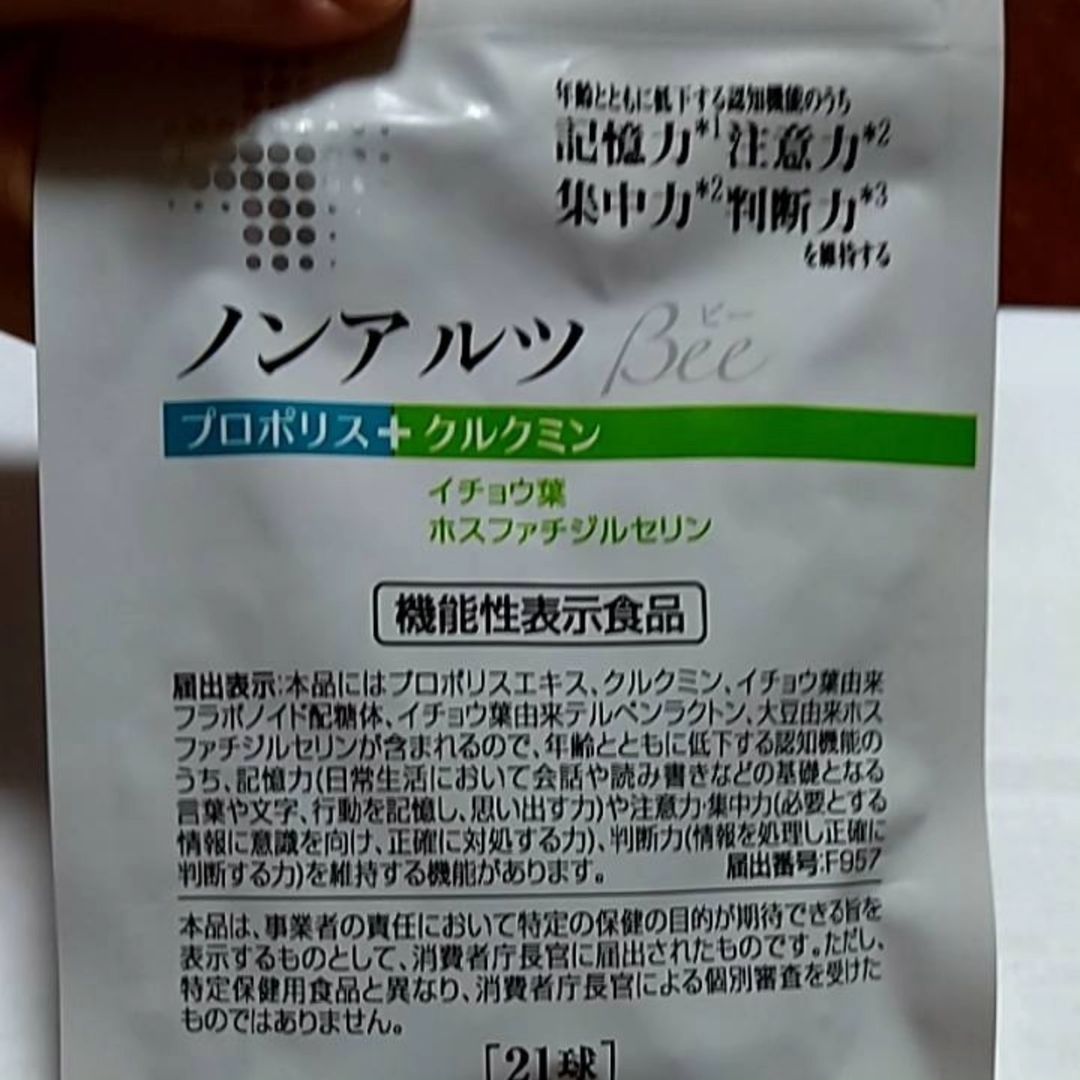 年齢とともに低下する認知機能のうち
記憶力*1注意力*2
集中力*2判断力*3
を維持する
ビー
ノンアルツ Bee
プロポリス+クルクミン
イチョウ葉
ホスファチジルセリン
機能性表示食品
届出表示:本品にはプロポリスエキス、クルクミン、イチョウ葉由来
フラボノイド配糖体、イチョウ葉由来テルペンラクトン、大豆由来ホス
ファチジルセリンが含まれるので、年齢とともに低下する認知機能の
うち、記憶力(日常生活において会話や読み書きなどの基礎となる
言葉や文字、行動を記憶し、思い出す力)や注意力・集中力(必要とする
情報に意識を向け、正確に対処する力)、判断力(情報を処理し正確に
判断する力)を維持する機能があります。 届出番号:F957
本品は、事業者の責任において特定の保健の目的が期待できる旨を
表示するものとして、消費者庁長官に届出されたものです。ただし、
特定保健用食品と異なり、消費者庁長官による個別審査を受けた
ものではありません。
[21球]